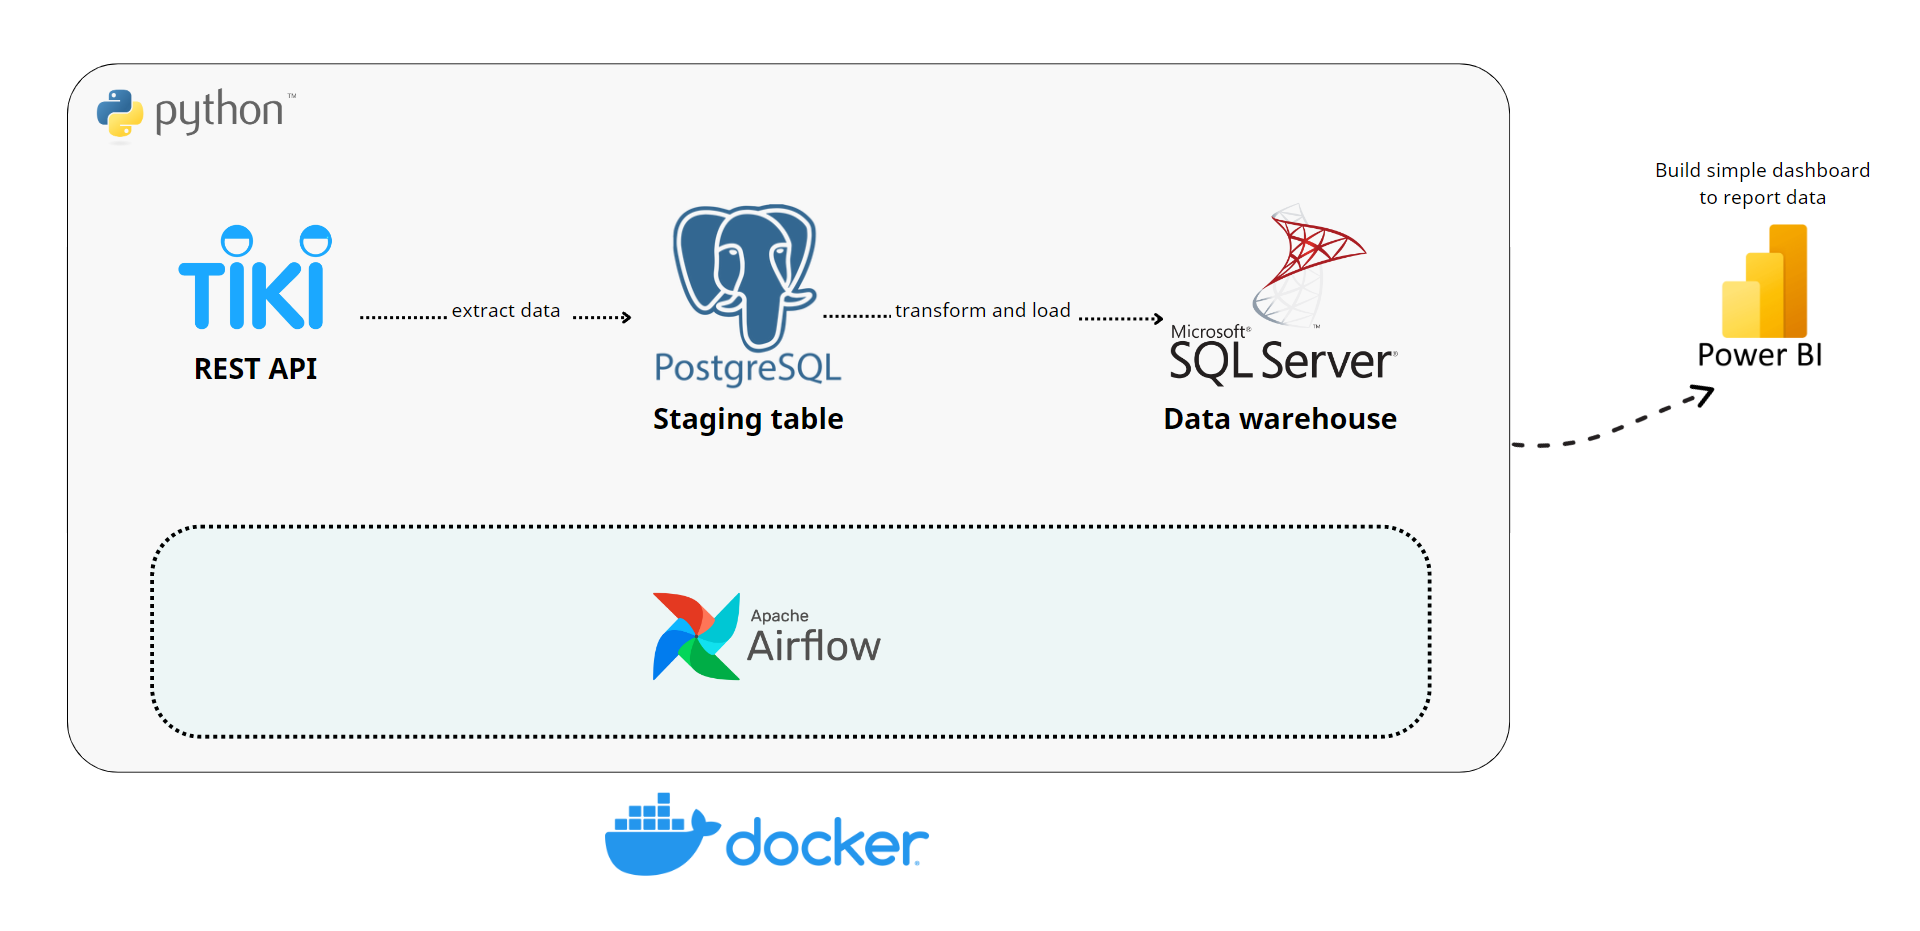 python™
Build simple dashboard
to report data
TIKI
extract data
transform and load
REST API
Microsoft®
SQL Server®
PostgreSQL
Power BI
Staging table
Data warehouse
Apache
Airflow
docker